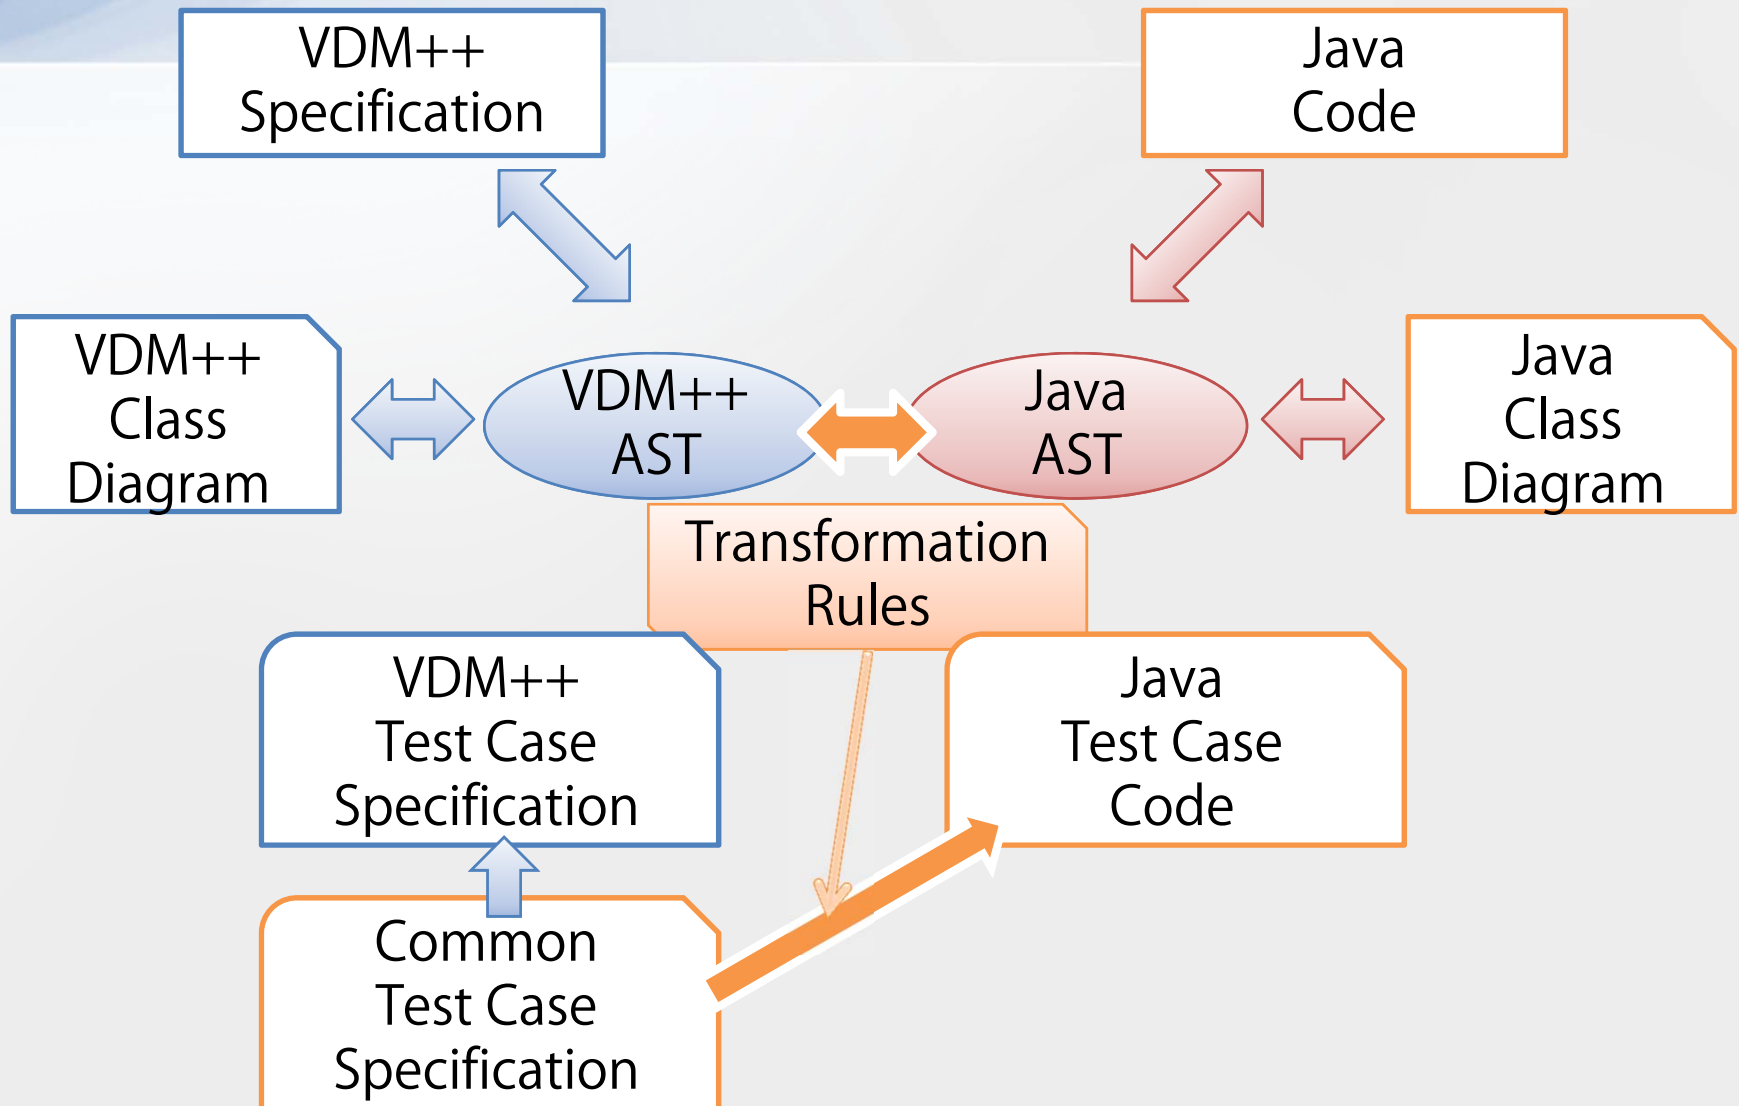 VDM++
Specification
Java
Code
VDM++
Class
Diagram
VDM++
AST
Java
AST
Java
Class
Diagram
Transformation
Rules
VDM++
Test Case
Specification
Java
Test Case
Code
Common
Test Case
Specification